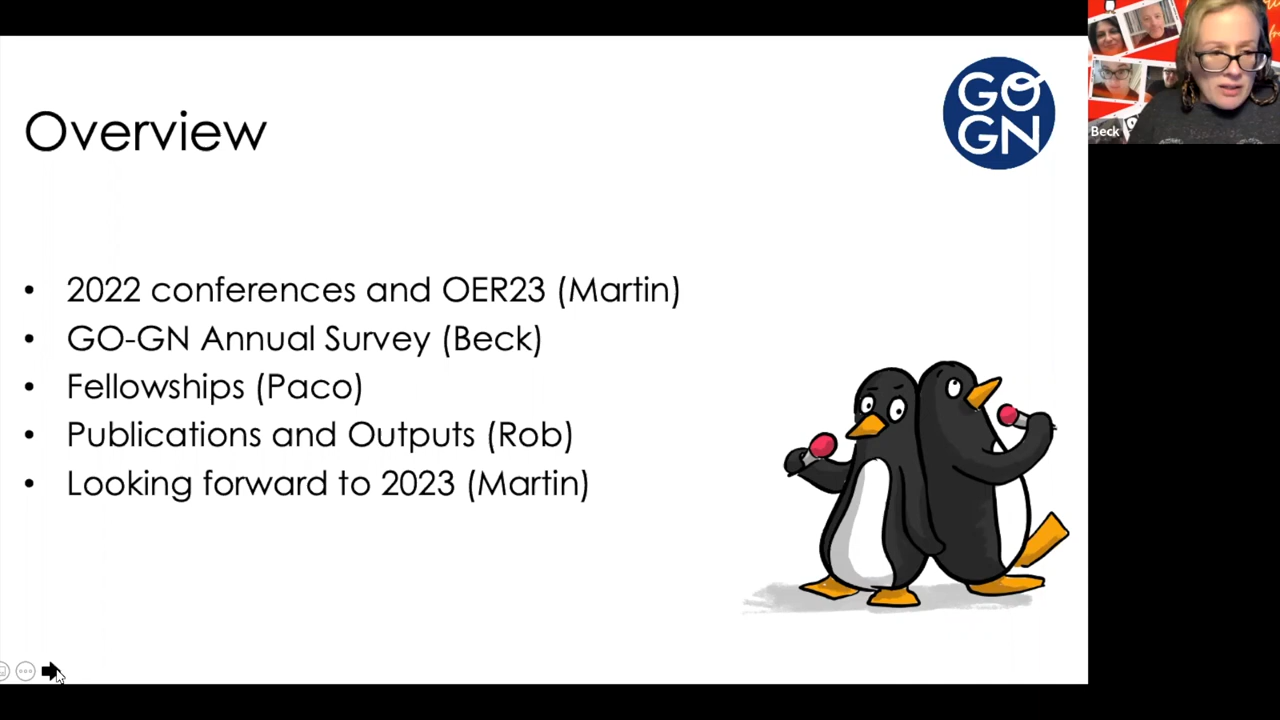 Overview
GO
GN
• 2022 conferences and OER23 (Martin)
• GO-GN Annual Survey (Beck)
• Fellowships (Paco)
• Publications and Outputs (Rob)
• Looking forward to 2023 (Martin)
Beck